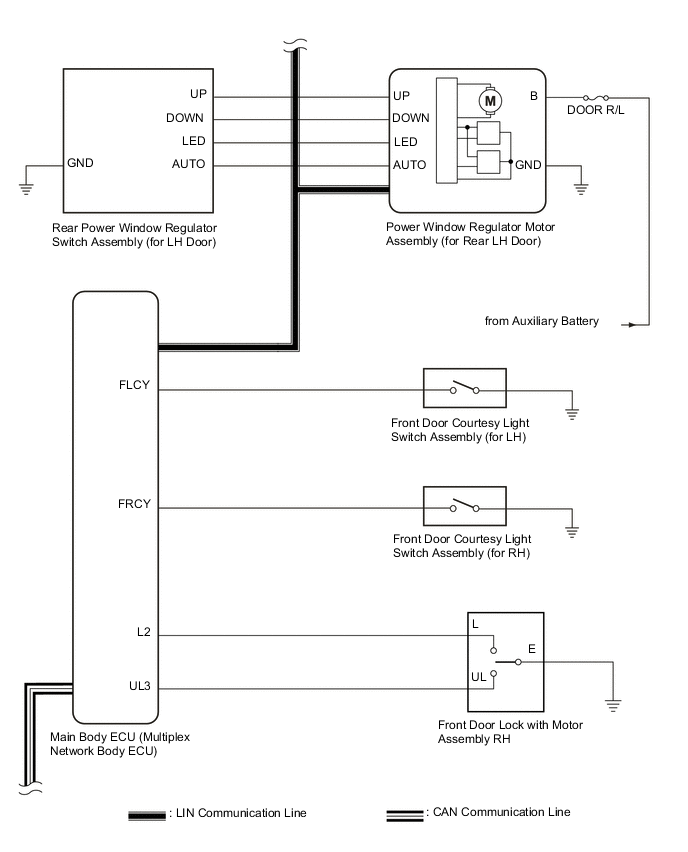 UP
DOWN
LED
AUTO
GND
UP
DOWN
LED
AUTO
M
B
GND
DOOR R/L
Rear Power Window Regulator
Switch Assembly (for LH Door)
Power Window Regulator Motor
Assembly (for Rear LH Door)
from Auxiliary Battery
FLCY
Front Door Courtesy Light
Switch Assembly (for LH)
FRCY
Front Door Courtesy Light
Switch Assembly (for RH)
L2
UL3
L
E
UL
Front Door Lock with Motor
Assembly RH
Main Body ECU (Multiplex
Network Body ECU)
: LIN Communication Line
: CAN Communication Line